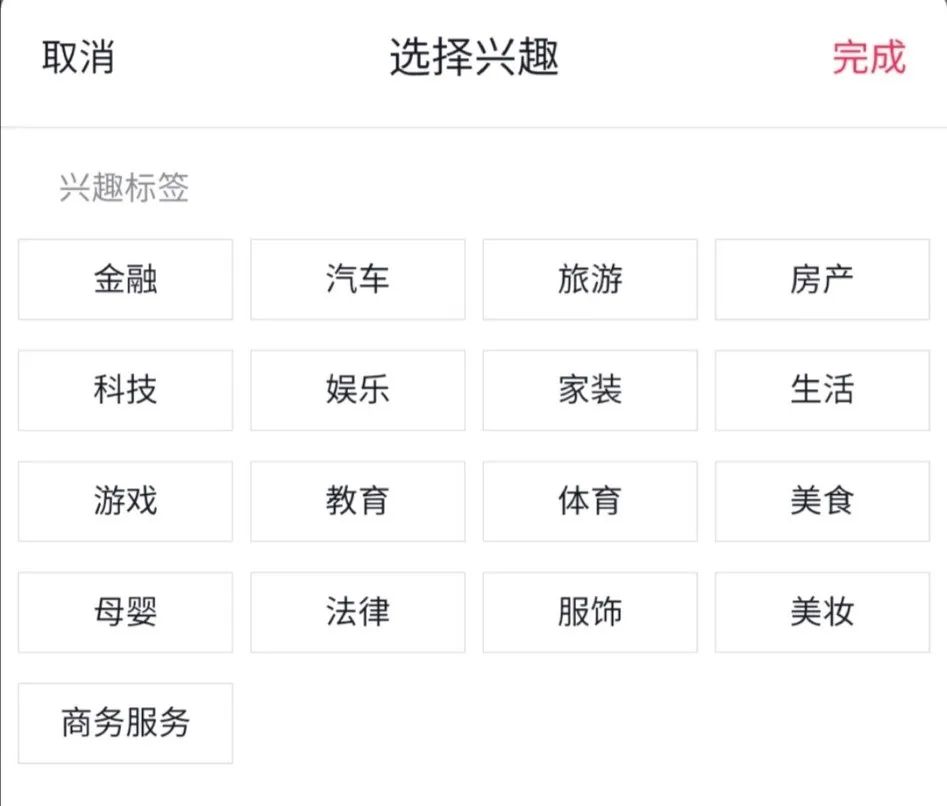 取消 选择兴趣 完成
兴趣标签
金融 汽车 旅游 房产
科技 娱乐 家装 生活
游戏 教育 体育 美食
母婴 法律 服饰 美妆
商务服务